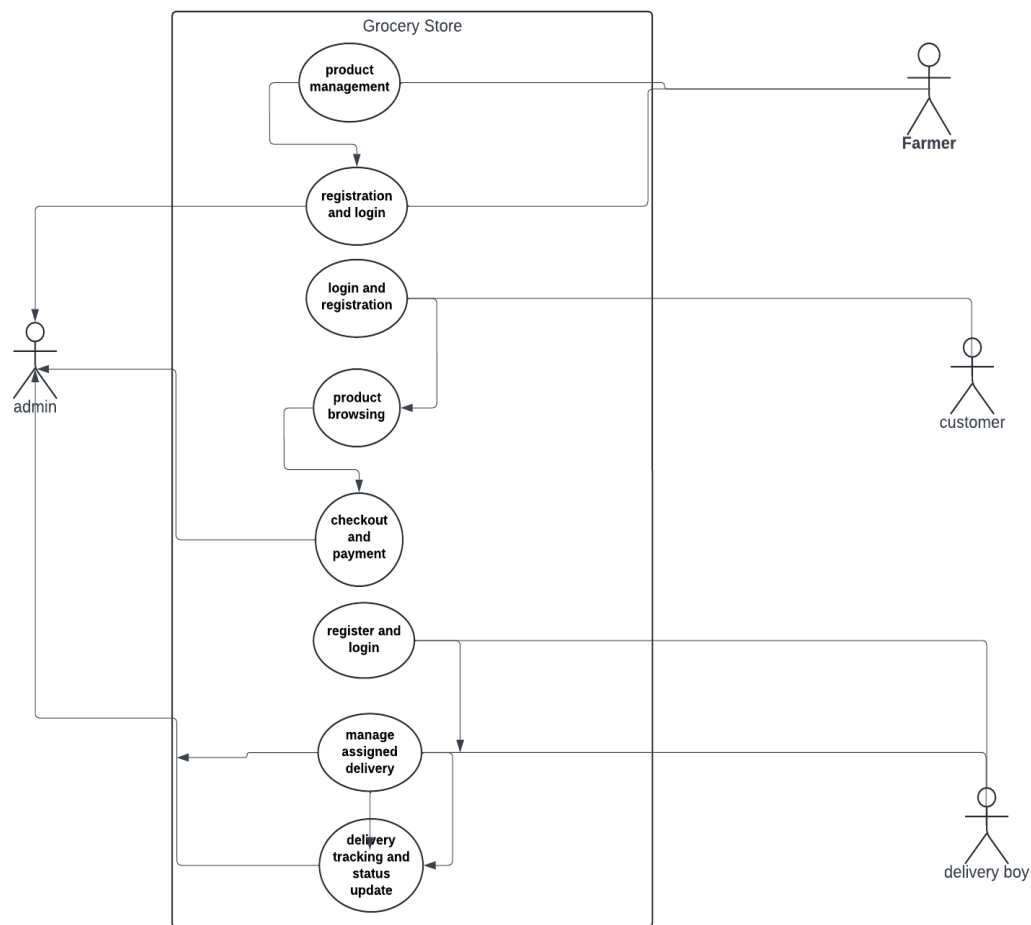 Grocery Store
product
management
Farmer
registration
and login
login and
registration
admin
product
browsing
customer
checkout
and
payment
register and
login
manage
assigned
delivery
delivery
tracking and
status
update
delivery boy